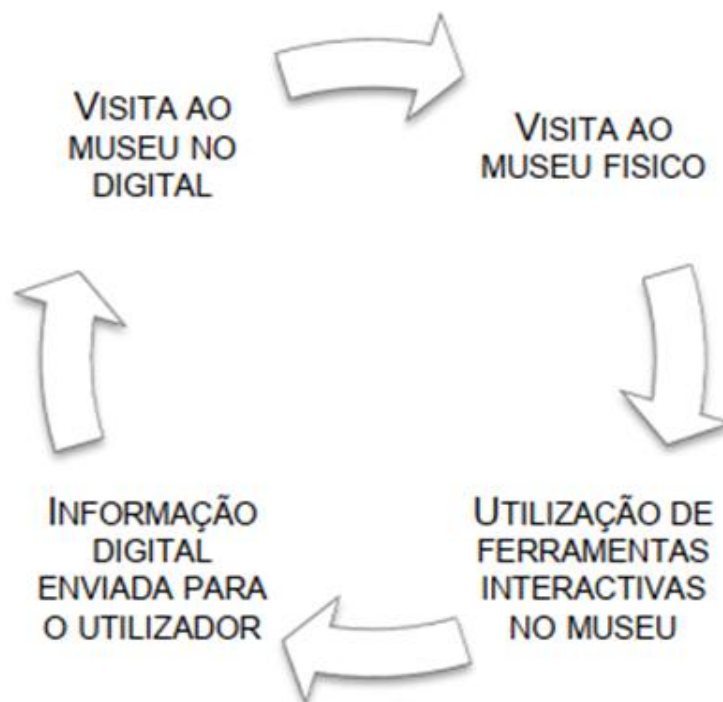 VISITA AO
MUSEU NO
DIGITAL
VISITA AO
MUSEU FISICO
UTILIZAÇÃO DE
FERRAMENTAS
INTERACTIVAS
NO MUSEU
INFORMAÇÃO
DIGITAL
ENVIADA PARA
O UTILIZADOR